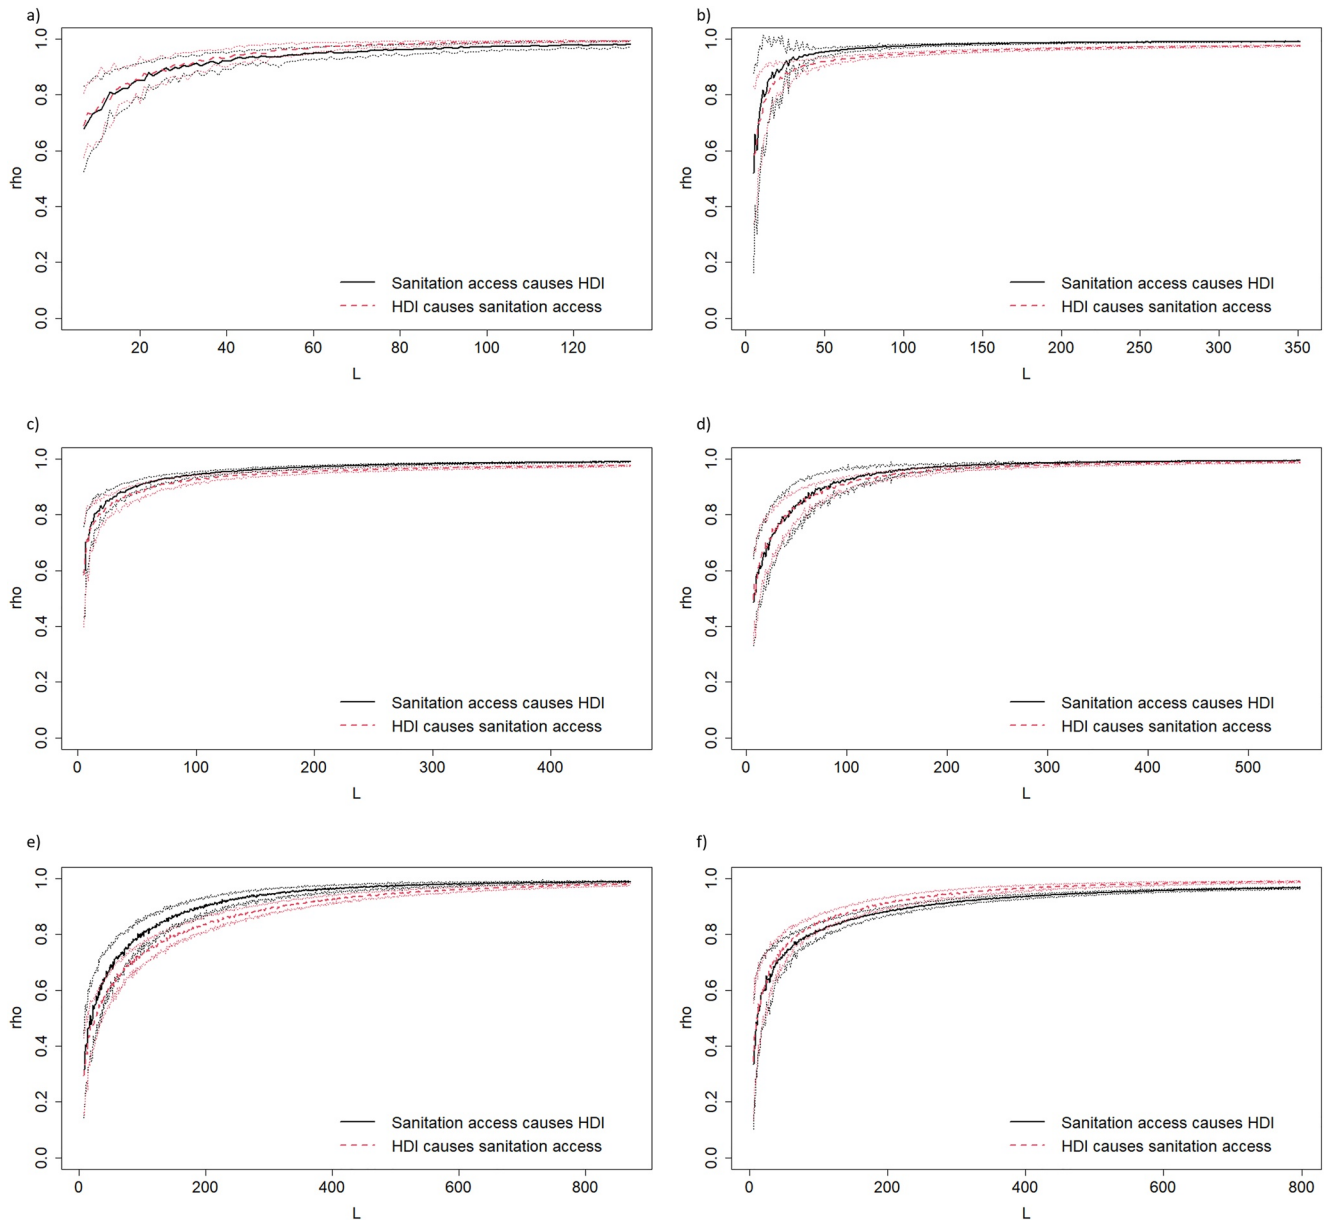 a)
1.0
0.8
0.6
0.4
0.2
0.0
rho
Sanitation access causes HDI
HDI causes sanitation access
20 40 60 80 100 120
L
b)
1.0
0.8
0.6
0.4
0.2
0.0
rho
Sanitation access causes HDI
HDI causes sanitation access
0 50 100 150 200 250 300 350
L
c)
1.0
0.8
0.6
0.4
0.2
0.0
rho
Sanitation access causes HDI
HDI causes sanitation access
0 100 200 300 400
L
d)
1.0
0.8
0.6
0.4
0.2
0.0
rho
Sanitation access causes HDI
HDI causes sanitation access
0 100 200 300 400 500
L
e)
1.0
0.8
0.6
0.4
0.2
0.0
rho
Sanitation access causes HDI
HDI causes sanitation access
0 200 400 600 800
L
f)
1.0
0.8
0.6
0.4
0.2
0.0
rho
Sanitation access causes HDI
HDI causes sanitation access
0 200 400 600 800
L